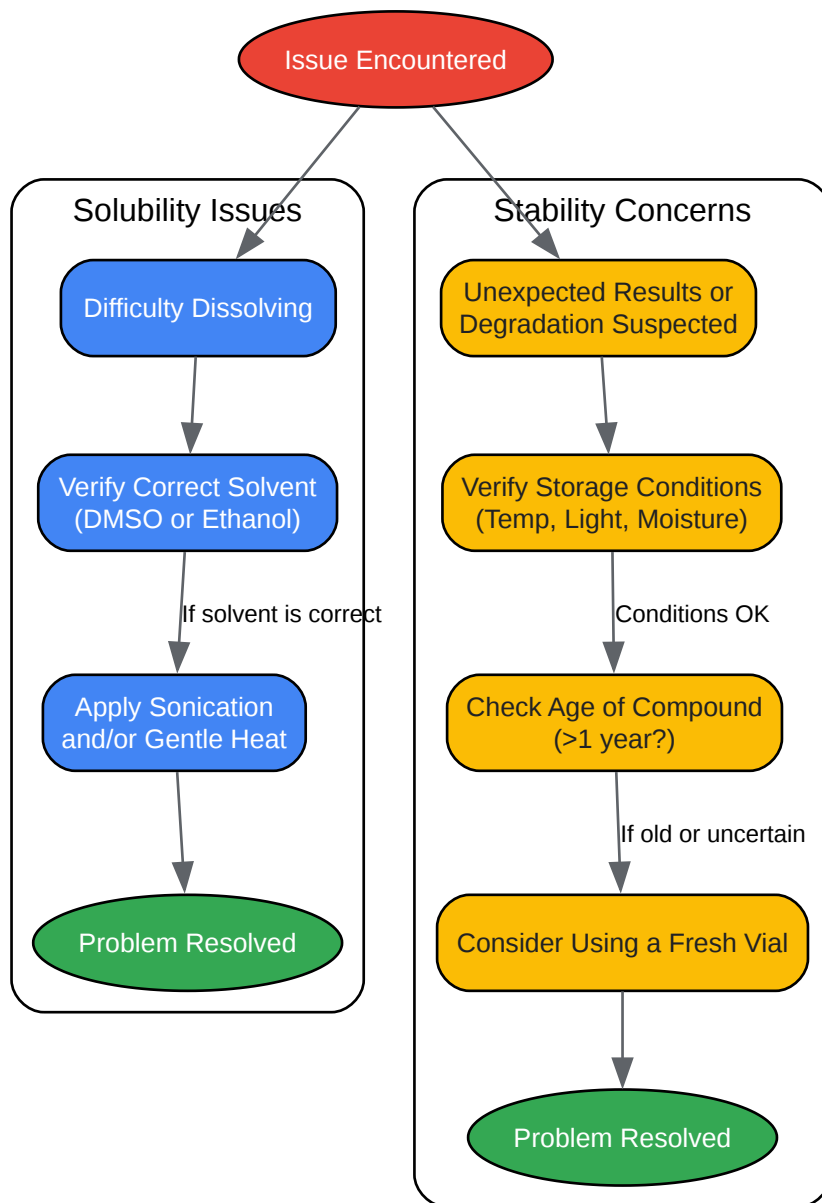 Issue Encountered
Solubility Issues
Difficulty Dissolving
Verify Correct Solvent
(DMSO or Ethanol)
If solvent is correct
Apply Sonication
and/or Gentle Heat
Problem Resolved
Stability Concerns
Unexpected Results or
Degradation Suspected
Verify Storage Conditions
(Temp, Light, Moisture)
Conditions OK
Check Age of Compound
(>1 year?)
If old or uncertain
Consider Using a Fresh Vial
Problem Resolved